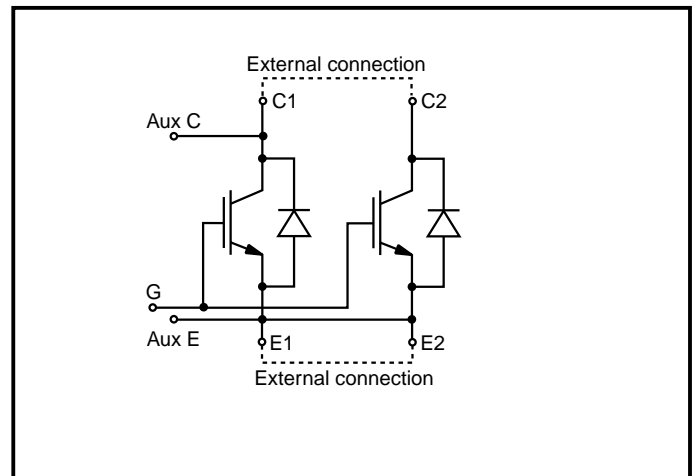 External connection
C1
C2
Aux C
G
Aux E
E1
E2
External connection